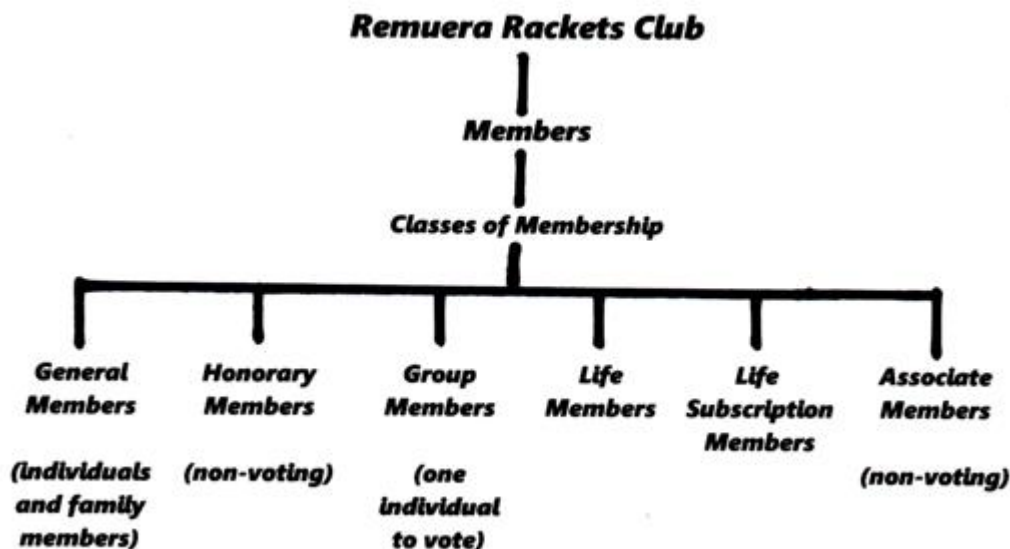 Remuera Rackets Club
Members
Classes of Membership
General
Members
(individuals
and family
members)
Honorary
Members
(non-voting)
Group
Members
(one
individual
to vote)
Life
Members
Life
Subscription
Members
Associate
Members
(non-voting)